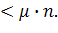 < μ · n.